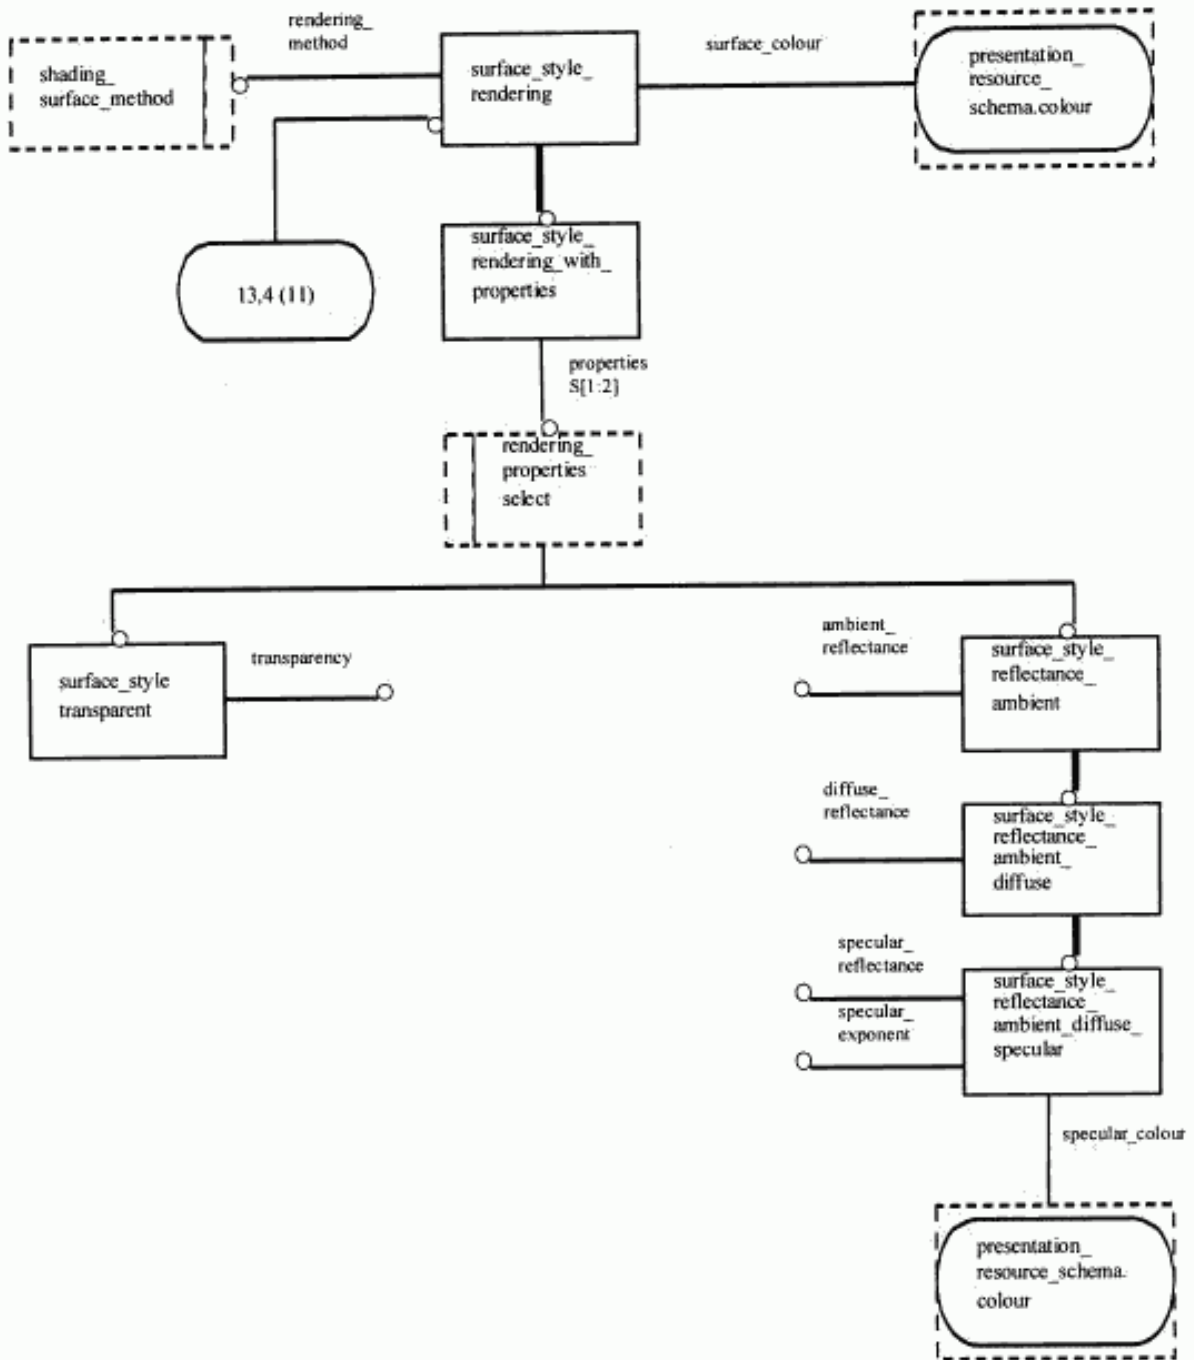 rendering_
method
shading_
surface_method
surface_style_
rendering
surface_colour
presentation_
resource_
schema.colour
13,4 (11)
surface_style_
rendering_with_
properties
properties
S[1:2]
rendering_
properties
select
surface_style
transparent
transparency
ambient_
reflectance
surface_style_
reflectance_
ambient
diffuse_
reflectance
surface_style_
reflectance_
ambient_
diffuse
specular_
reflectance
specular_
exponent
surface_style_
reflectance_
ambient_diffuse_
specular
specular_colour
presentation_
resource_schema.
colour